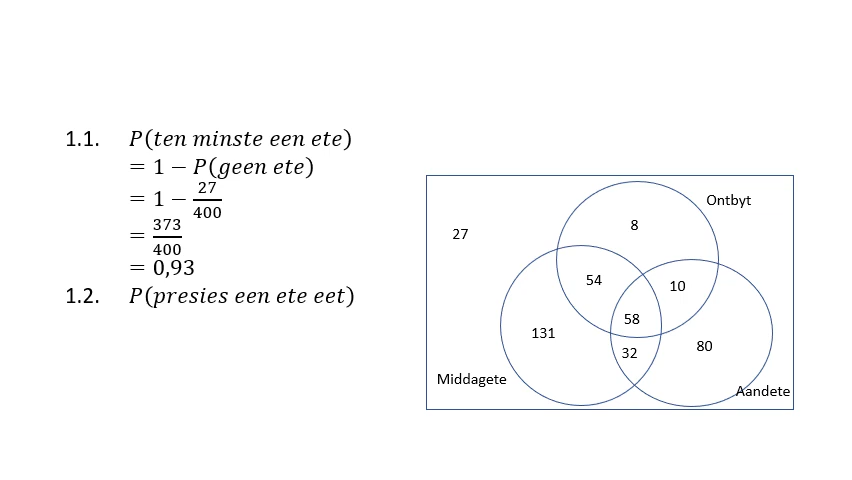 1.1. P(ten minste een ete)
= 1 − P(geen ete)
= 1 − 27/400
= 373/400
= 0,93
1.2. P(presies een ete eet)
Ontbyt
8
27
54
10
58
131
32
80
Middagete
Aandete